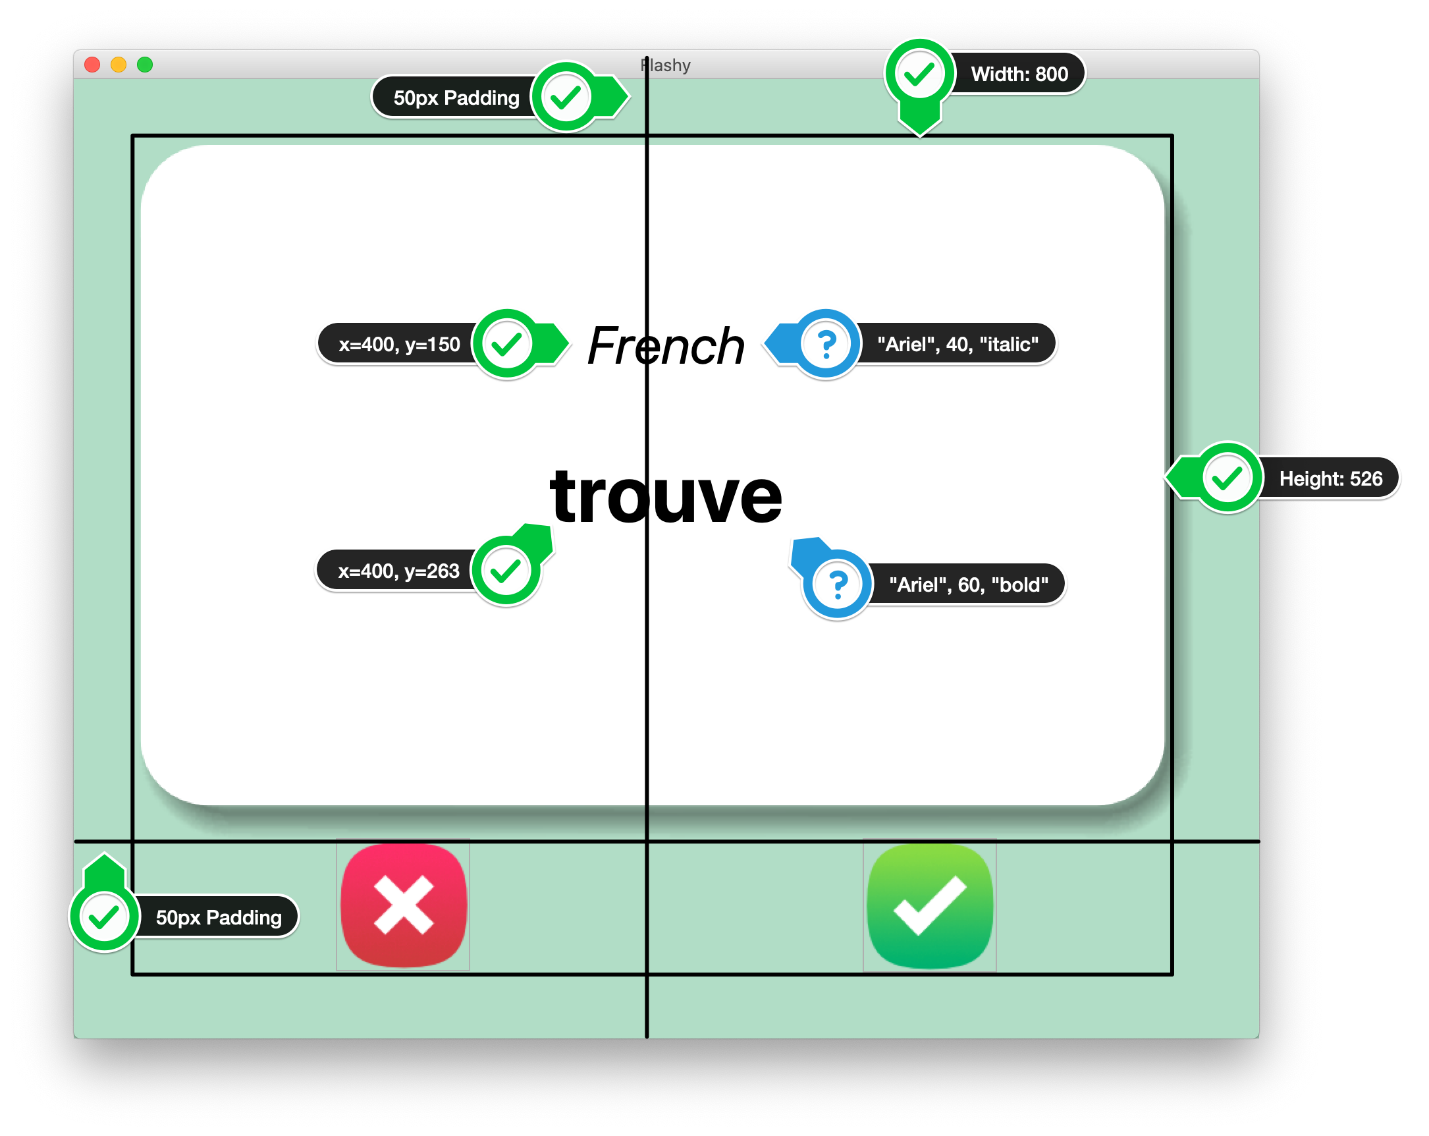 Flashy
Width: 800
50px Padding
x=400, y=150
French
"Ariel", 40, "italic"
trouve
Height: 526
x=400, y=263
"Ariel", 60, "bold"
50px Padding